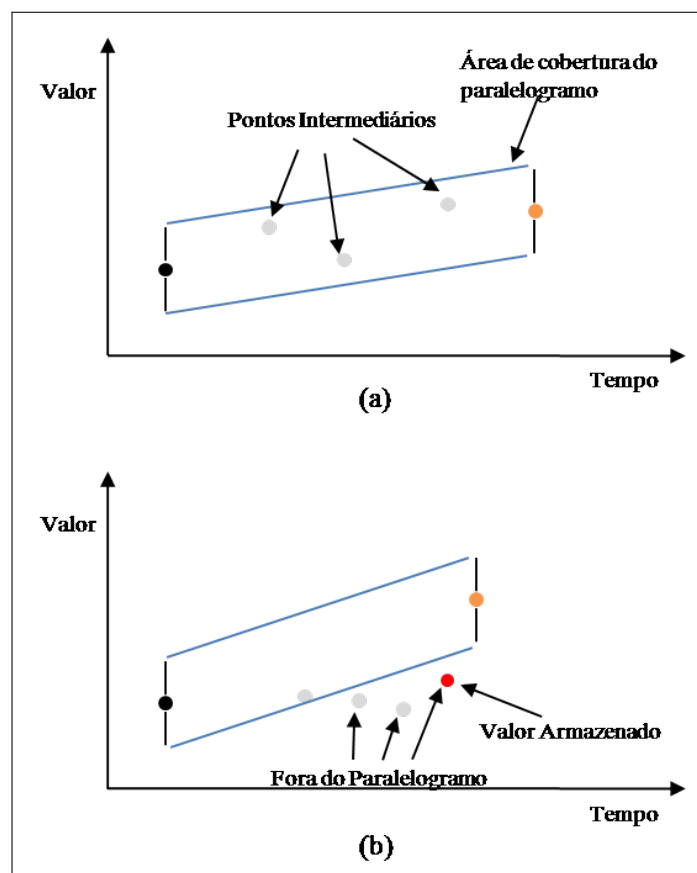 Valor
Área de cobertura do
paralelogramo
Pontos Intermediários
Tempo
(a)
Valor
Valor Armazenado
Fora do Paralelogramo
Tempo
(b)